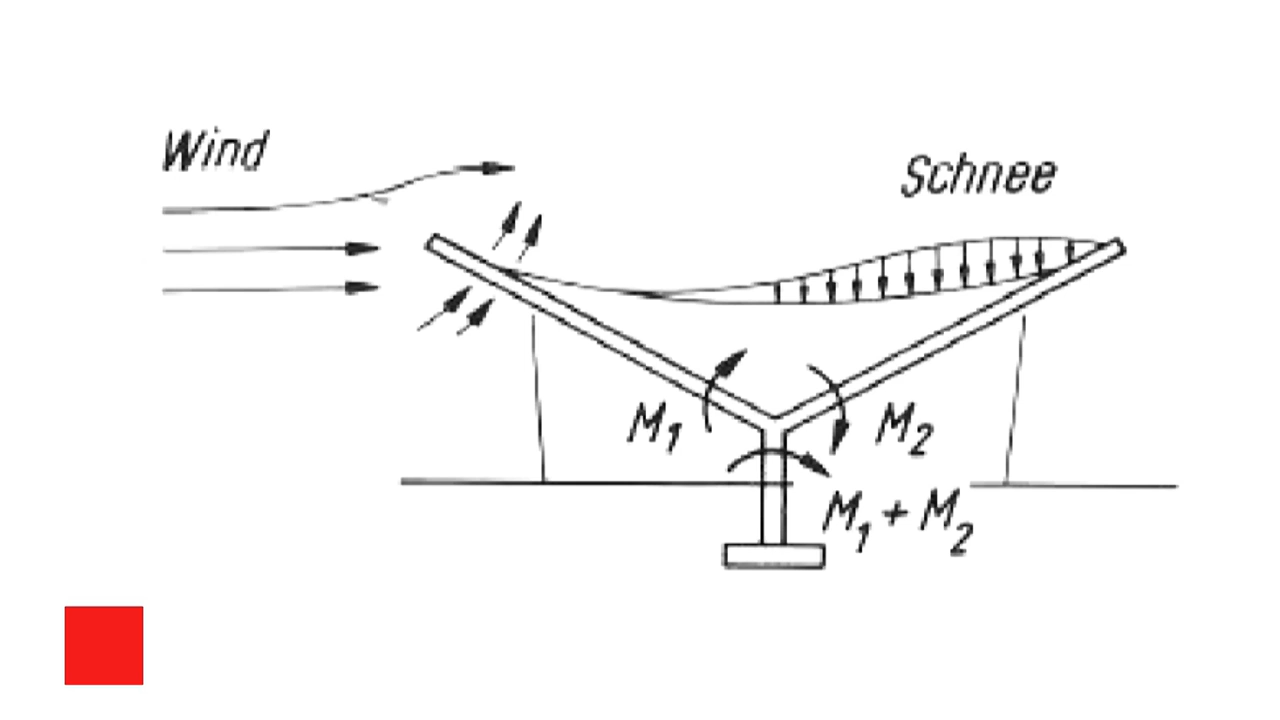 Wind
Schnee
M₁
M₂
M₁ + M₂